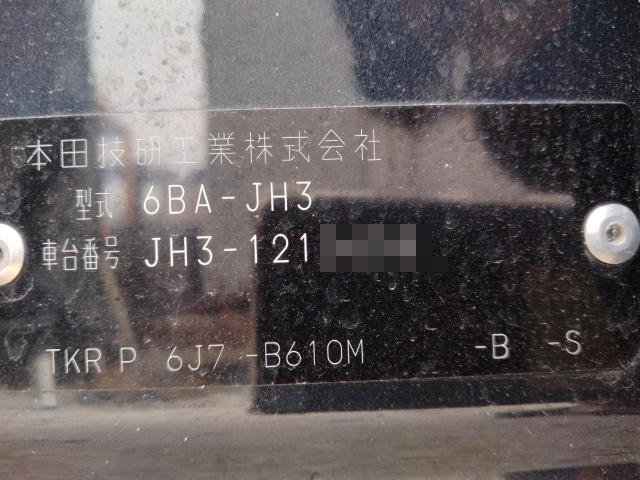 本田技研工業株式会社
型式 6BA-JH3
車台番号 JH3-121
TKR P 6J7 -B610M -B -S